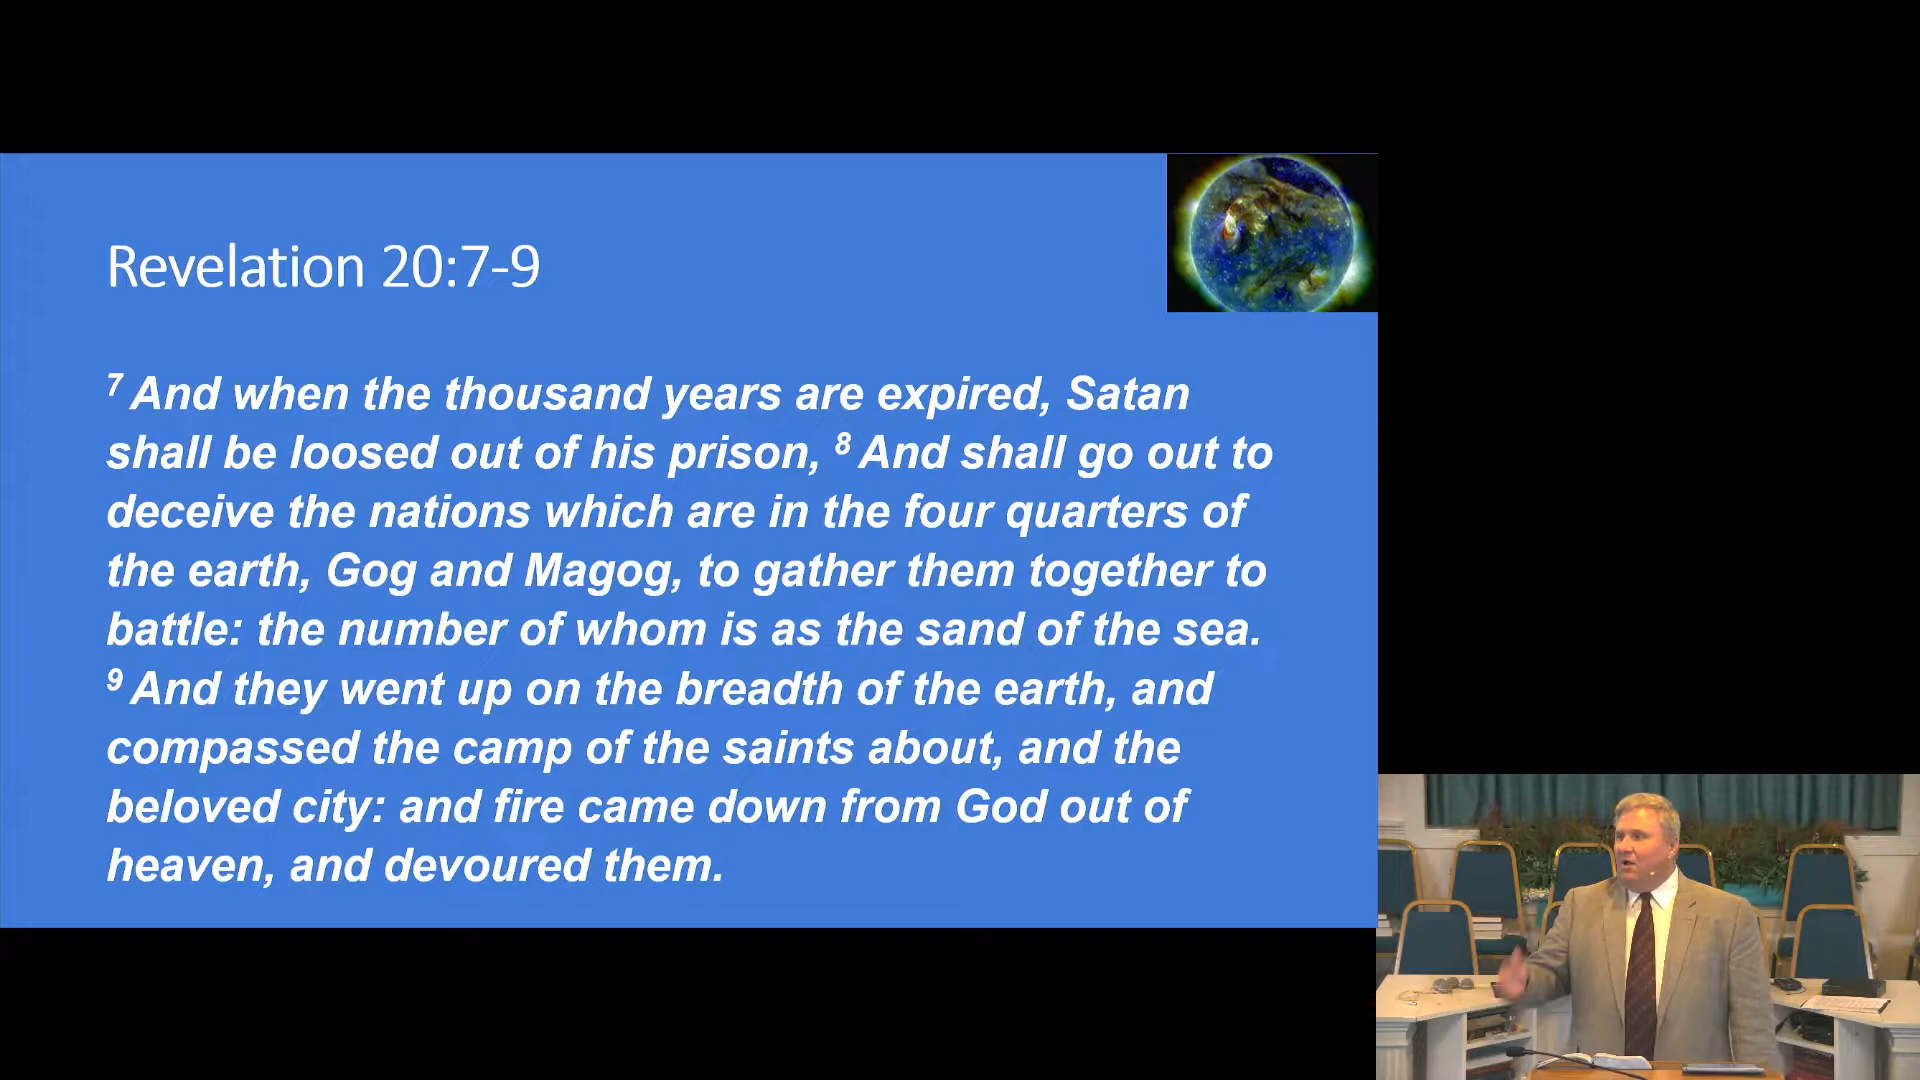 Revelation 20:7-9
7 And when the thousand years are expired, Satan
shall be loosed out of his prison, 8 And shall go out to
deceive the nations which are in the four quarters of
the earth, Gog and Magog, to gather them together to
battle: the number of whom is as the sand of the sea.
9 And they went up on the breadth of the earth, and
compassed the camp of the saints about, and the
beloved city: and fire came down from God out of
heaven, and devoured them.